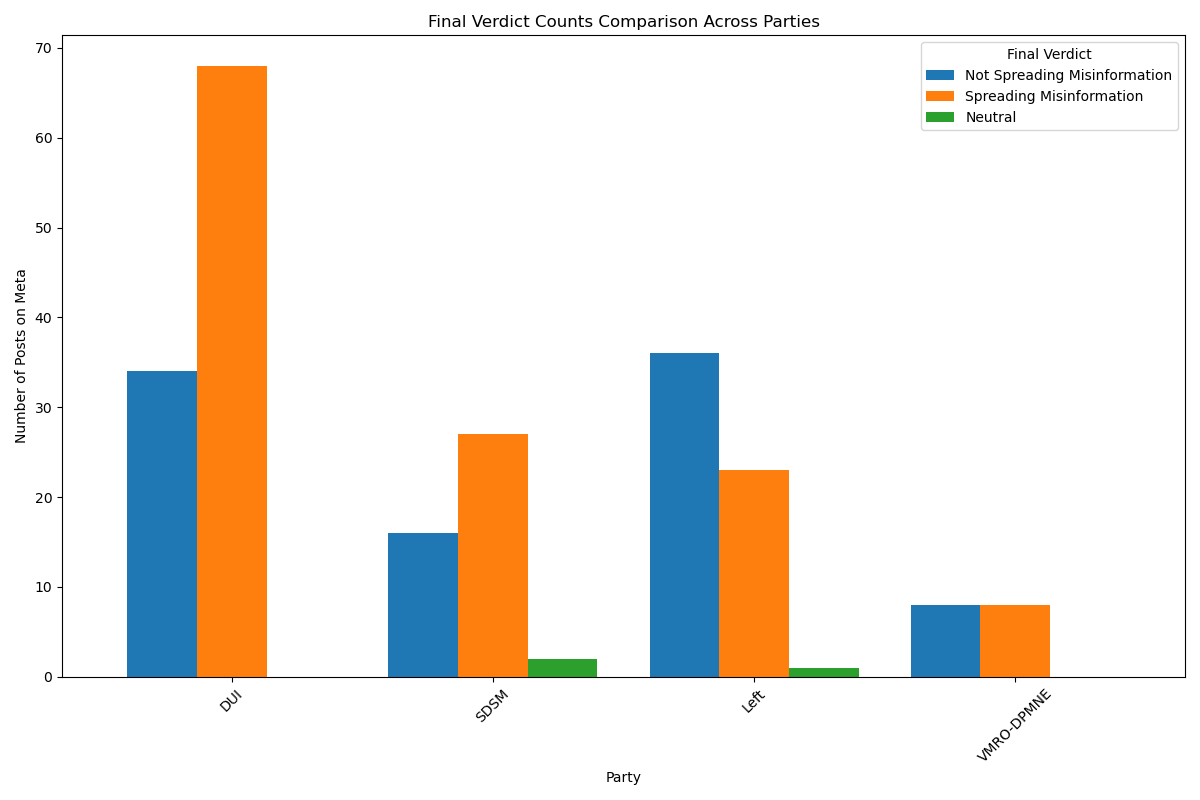 Final Verdict Counts Comparison Across Parties
Final Verdict
Not Spreading Misinformation
Spreading Misinformation
Neutral
Number of Posts on Meta
70
60
50
40
30
20
10
0
DUI
SDSM
Left
VMRO-DPMNE
Party